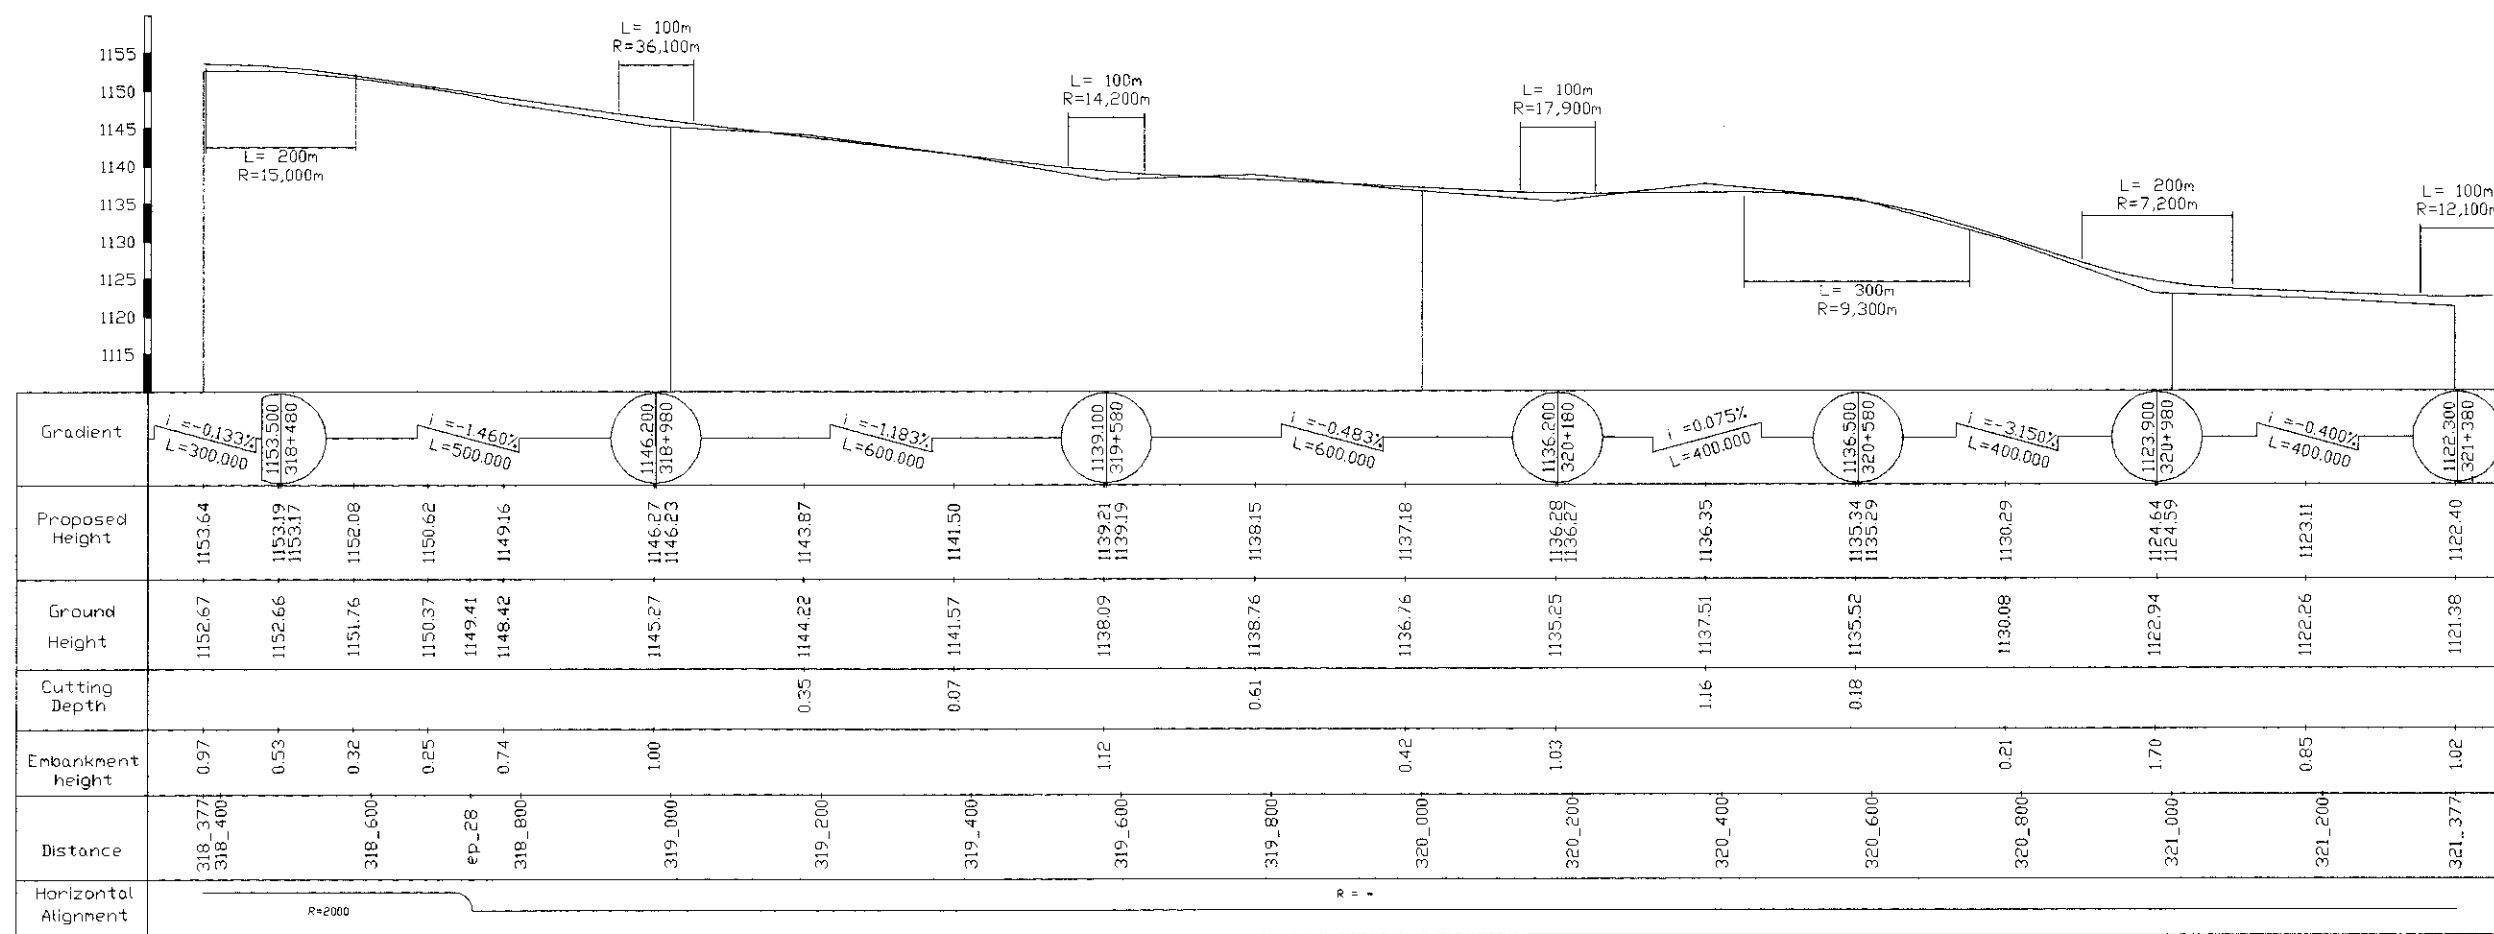 L= 100m
R=36,100m
L= 100m
R=14,200m
L= 100m
R=17,900m
L= 200m
R=7,200m
L= 100m
R=12,100m
1155
1150
1145
1140
1135
1130
1125
1120
1115
L= 200m
R=15,000m
L= 300m
R=9,300m
Gradient
i =-0.133%
L=300.000
1153.500
318+480
i =-1.460%
L=500.000
1146.200
318+980
i =-1.183%
L=600.000
1139.100
319+580
i =-0.483%
L=600.000
1136.200
320+180
i =0.075%
L=400.000
1136.500
320+580
i =-3.150%
L=400.000
1123.900
320+980
i =-0.400%
L=400.000
1122.300
321+380
Proposed
Height
1153.64
1153.19
1153.17
1152.08
1150.62
1149.16
1146.27
1146.23
1143.87
1141.50
1139.21
1139.19
1138.15
1137.18
1136.28
1136.27
1136.35
1135.34
1135.29
1130.29
1124.64
1124.59
1123.11
1122.40
Ground
Height
1152.67
1152.66
1151.76
1150.37
1149.41
1148.42
1145.27
1144.22
1141.57
1138.09
1138.76
1136.76
1135.25
1137.51
1135.52
1130.08
1122.94
1122.26
1121.38
Cutting
Depth
0.35
0.07
0.61
1.16
0.18
Embankment
height
0.97
0.53
0.32
0.25
0.74
1.00
1.12
0.42
1.03
0.21
1.70
0.85
1.02
Distance
318_377
318_400
318_600
ep_28
318_800
319_000
319_200
319_400
319_600
319_800
320_000
320_200
320_400
320_600
320_800
321_000
321_200
321_377
Horizontal
Alignment
R=2000
R =